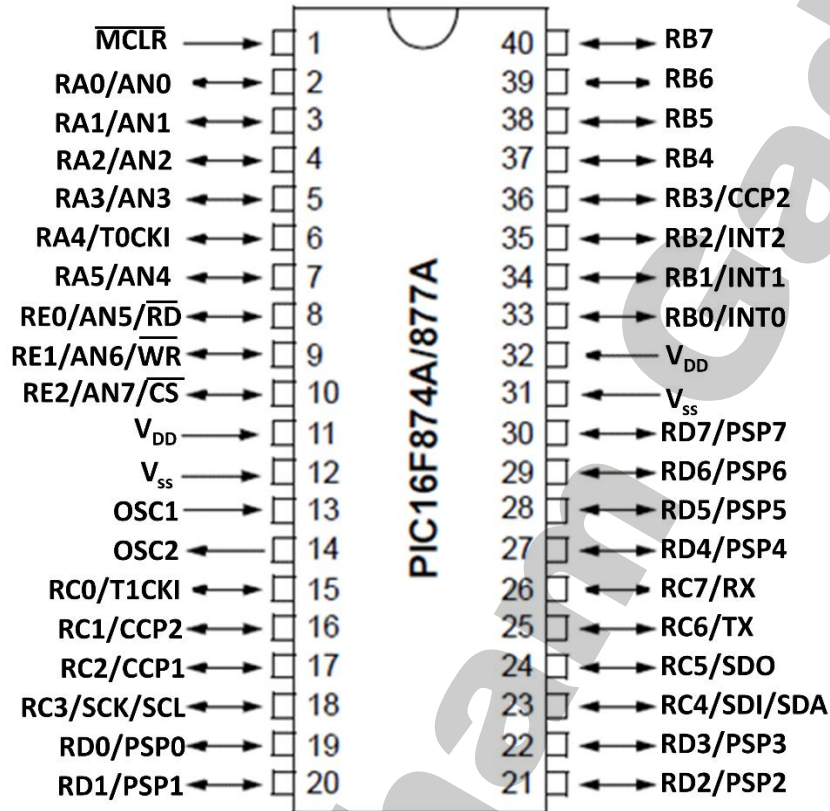 MCLR 1 40 RB7
RA0/AN0 2 39 RB6
RA1/AN1 3 38 RB5
RA2/AN2 4 37 RB4
RA3/AN3 5 36 RB3/CCP2
RA4/T0CKI 6 35 RB2/INT2
RA5/AN4 7 34 RB1/INT1
RE0/AN5/RD 8 33 RB0/INT0
RE1/AN6/WR 9 32 VDD
RE2/AN7/CS 10 31 Vss
VDD 11 30 RD7/PSP7
Vss 12 29 RD6/PSP6
OSC1 13 28 RD5/PSP5
OSC2 14 27 RD4/PSP4
RC0/T1CKI 15 26 RC7/RX
RC1/CCP2 16 25 RC6/TX
RC2/CCP1 17 24 RC5/SDO
RC3/SCK/SCL 18 23 RC4/SDI/SDA
RD0/PSP0 19 22 RD3/PSP3
RD1/PSP1 20 21 RD2/PSP2
PIC16F874A/877A